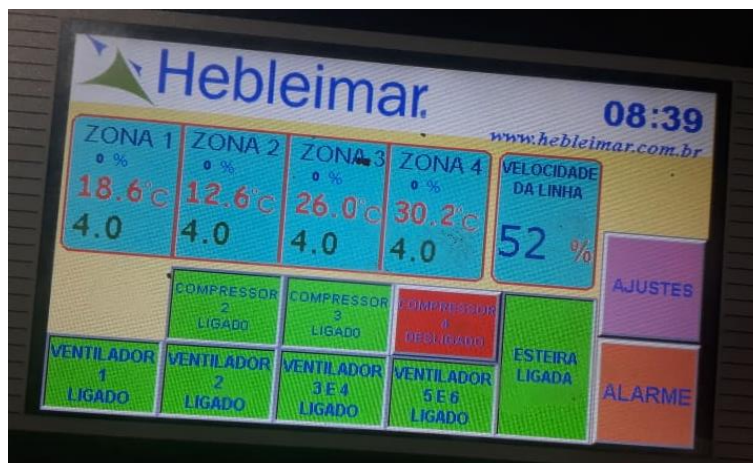 Hebleimar
08:39
www.hebleimar.com.br
ZONA 1
0 %
18.6°C
4.0
ZONA 2
0 %
12.6°C
4.0
ZONA 3
0 %
26.0°C
4.0
ZONA 4
0 %
30.2°C
4.0
VELOCIDADE
DA LINHA
52 %
COMPRESSOR
2
LIGADO
COMPRESSOR
3
LIGADO
COMPRESSOR
4
DESLIGADO
VENTILADOR
1
LIGADO
VENTILADOR
2
LIGADO
VENTILADOR
3 E 4
LIGADO
VENTILADOR
5 E 6
LIGADO
ESTEIRA
LIGADA
AJUSTES
ALARME